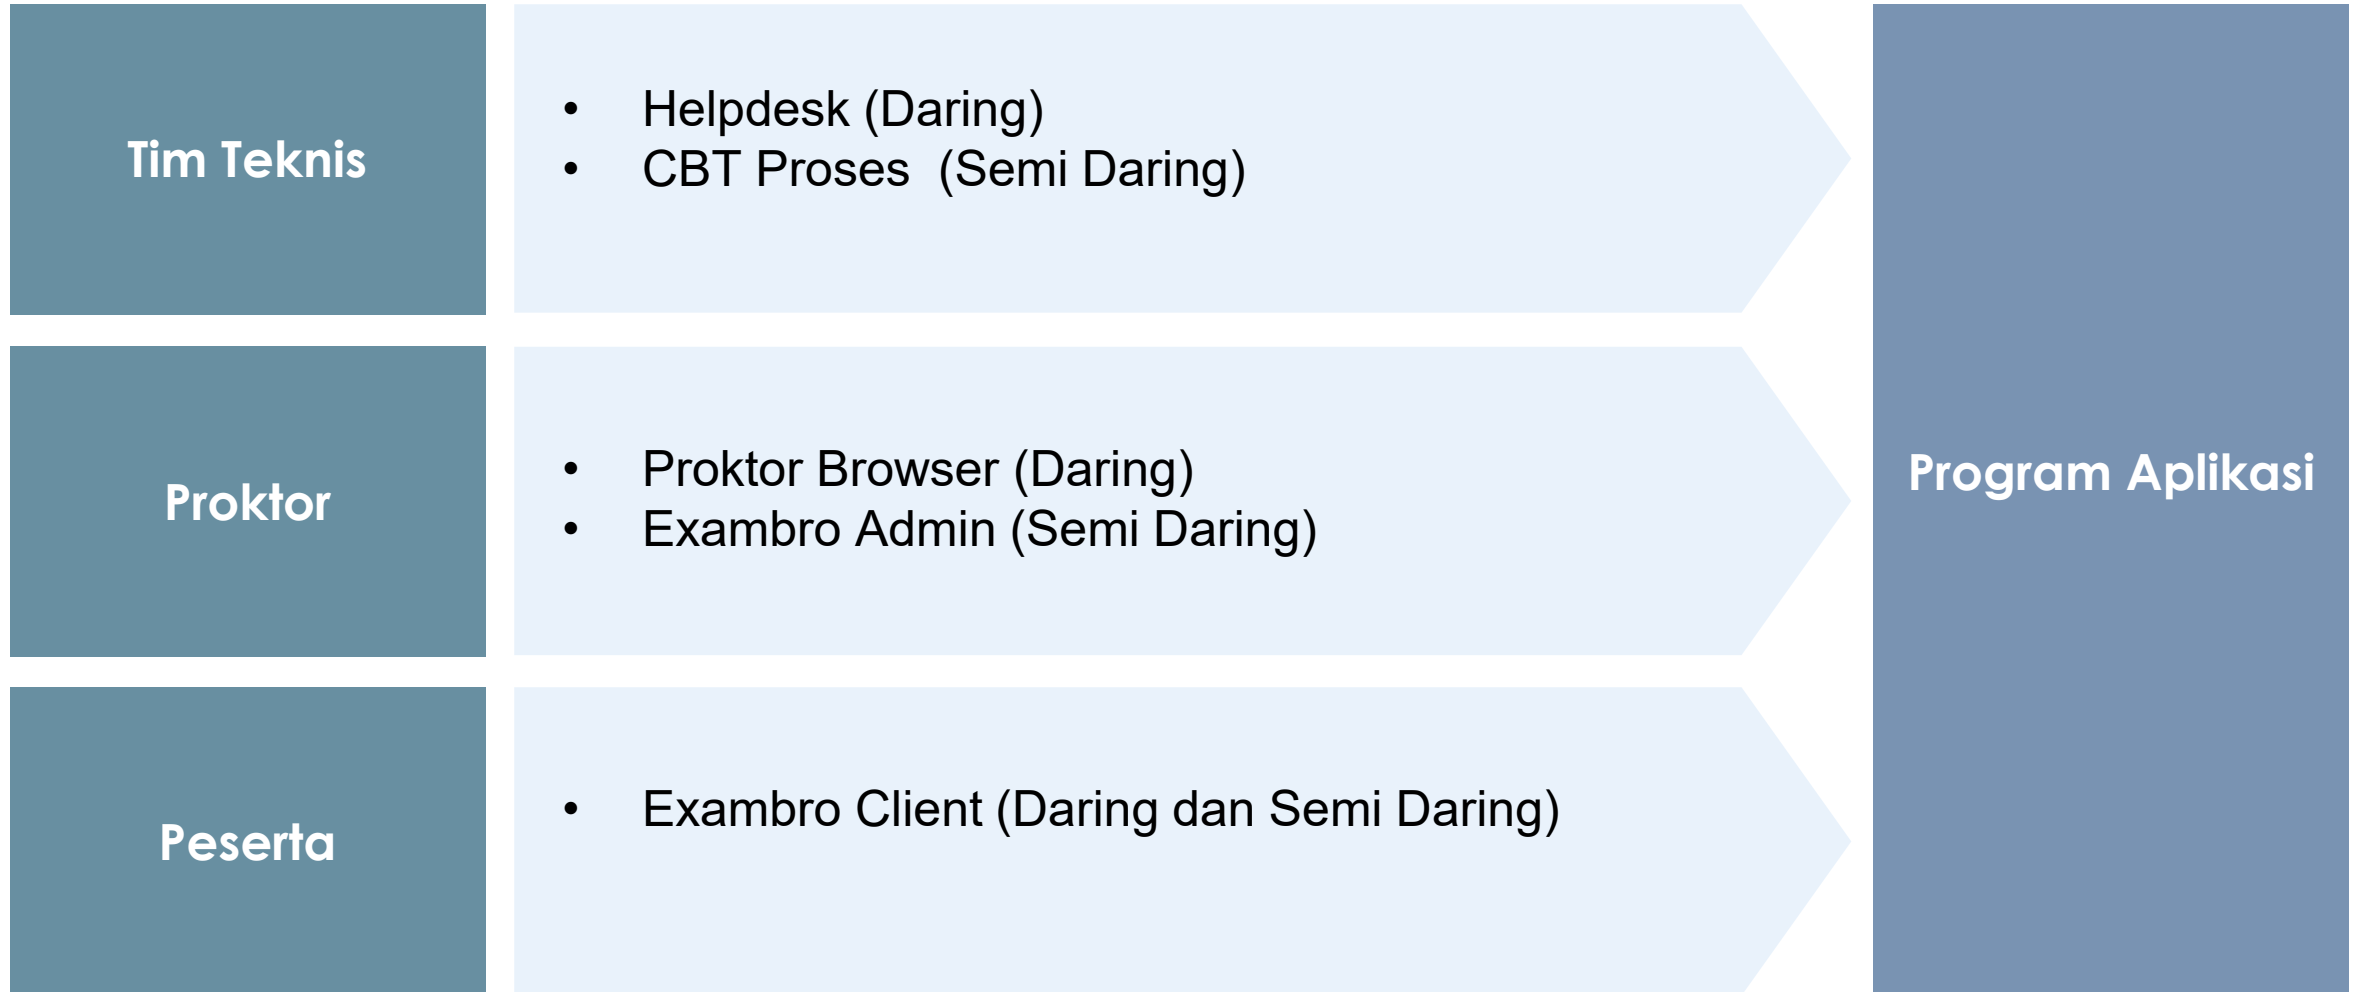 Tim Teknis
• Helpdesk (Daring)
• CBT Proses  (Semi Daring)
Proktor
• Proktor Browser (Daring)
• Exambro Admin (Semi Daring)
Peserta
• Exambro Client (Daring dan Semi Daring)
Program Aplikasi